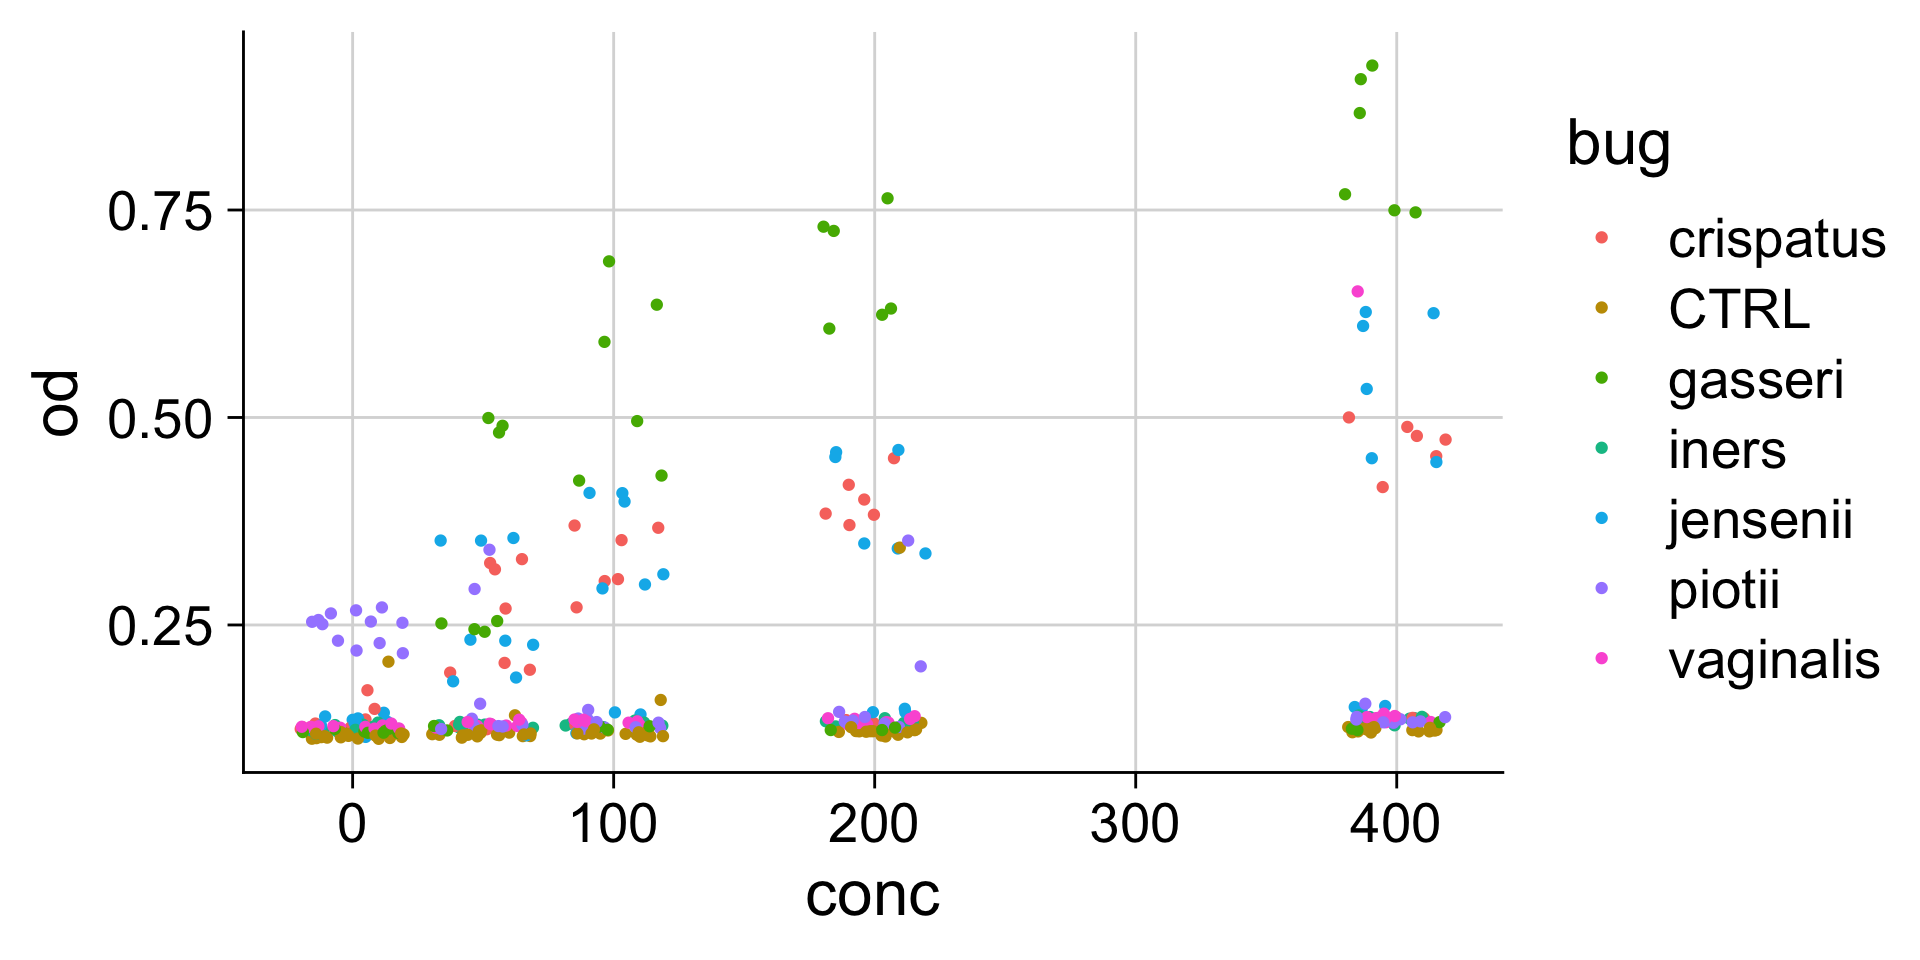 bug
crispatus
CTRL
gasseri
iners
jensenii
piotii
vaginalis
od
0.75
0.50
0.25
0 100 200 300 400
conc